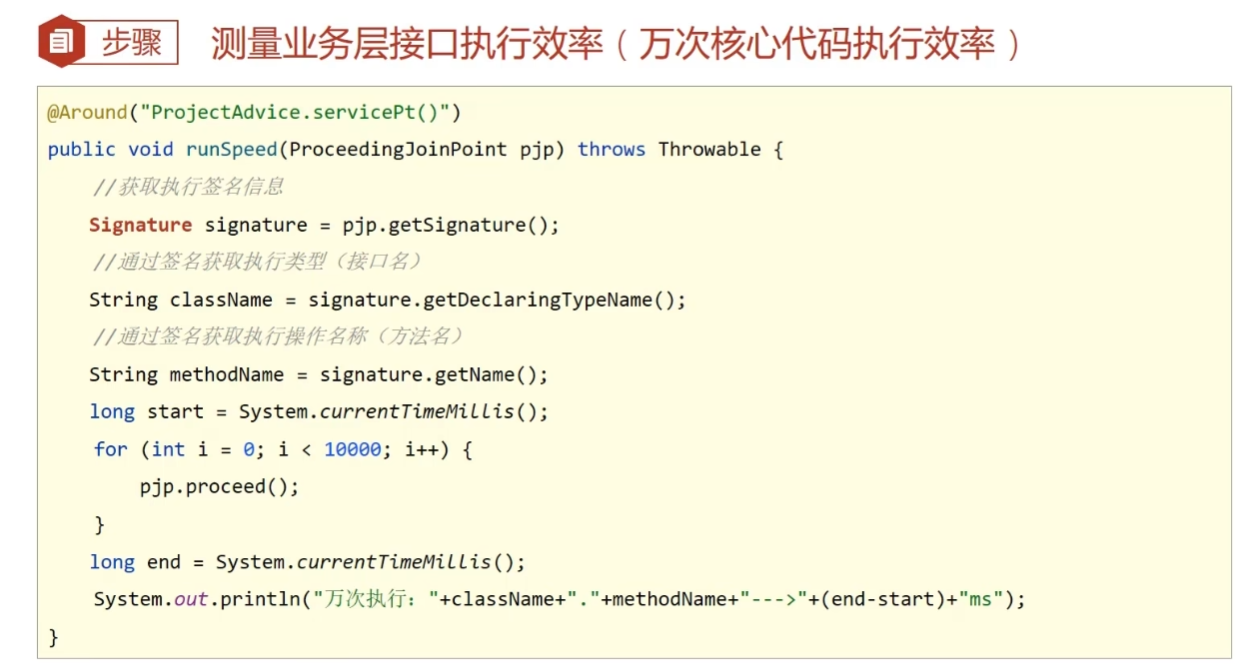 步骤 测量业务层接口执行效率（万次核心代码执行效率）
@Around("ProjectAdvice.servicePt()")
public void runSpeed(ProceedingJoinPoint pjp) throws Throwable {
    //获取执行签名信息
    Signature signature = pjp.getSignature();
    //通过签名获取执行类型（接口名）
    String className = signature.getDeclaringTypeName();
    //通过签名获取执行操作名称（方法名）
    String methodName = signature.getName();
    long start = System.currentTimeMillis();
    for (int i = 0; i < 10000; i++) {
        pjp.proceed();
    }
    long end = System.currentTimeMillis();
    System.out.println("万次执行："+className+"."+methodName+"--->"+(end-start)+"ms");
}